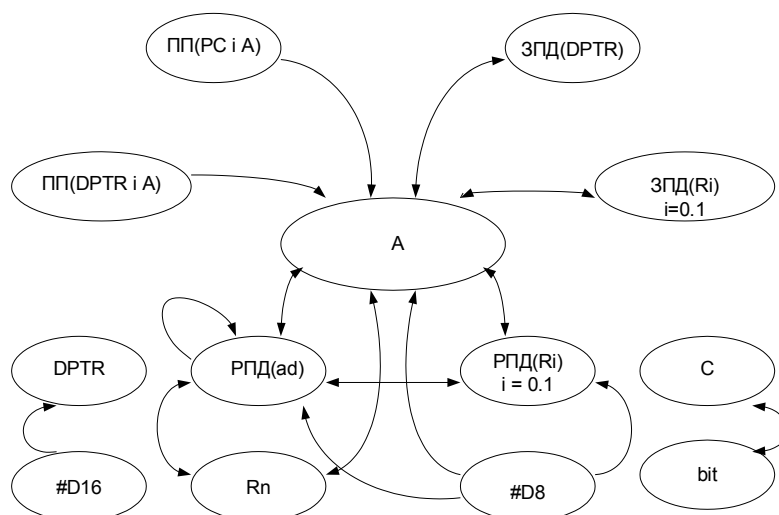 ПП(PC i A)
ЗПД(DPTR)
ПП(DPTR i A)
ЗПД(Ri)
i=0.1
A
DPTR
РПД(ad)
РПД(Ri)
i = 0.1
C
#D16
Rn
#D8
bit